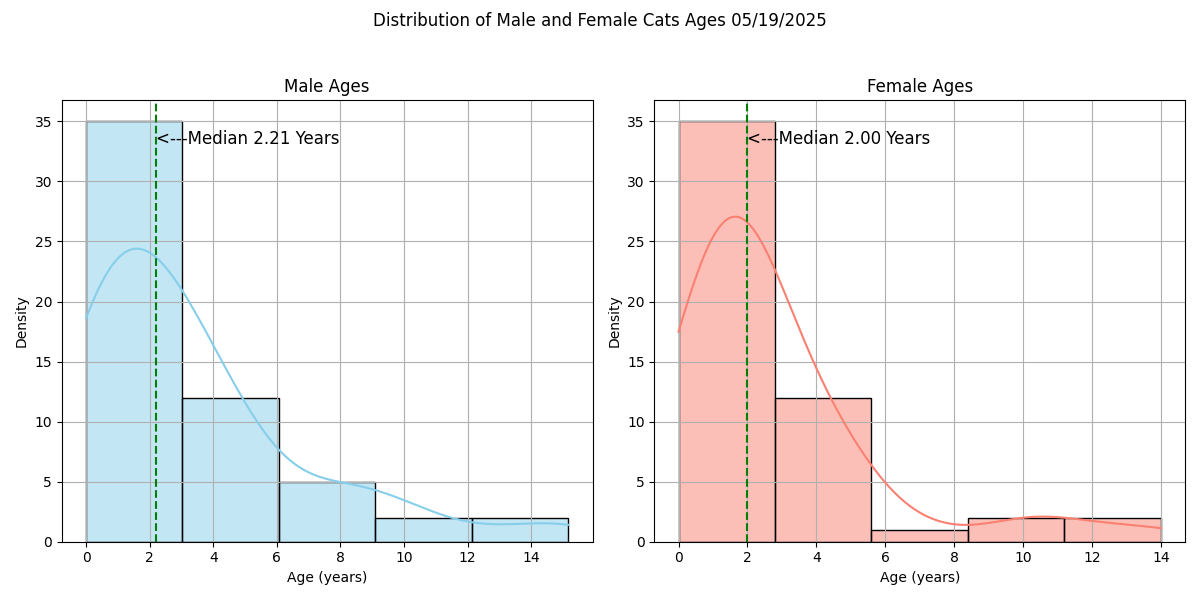 Distribution of Male and Female Cats Ages 05/19/2025
Male Ages
Density
35
30
25
20
15
10
5
0
<---Median 2.21 Years
0 2 4 6 8 10 12 14
Age (years)
Female Ages
Density
35
30
25
20
15
10
5
0
<---Median 2.00 Years
0 2 4 6 8 10 12 14
Age (years)